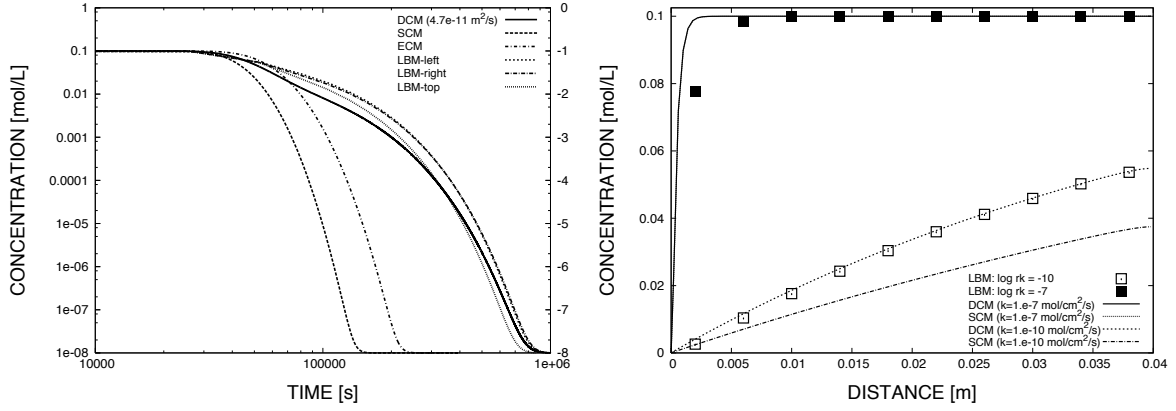 CONCENTRATION [mol/L]
0.1
0.01
0.001
0.0001
1e-05
1e-06
1e-07
1e-08
10000
100000
1e+06
TIME [s]
0
-1
-2
-3
-4
-5
-6
-7
-8
DCM (4.7e-11 m²/s)
SCM
ECM
LBM-left
LBM-right
LBM-top
CONCENTRATION [mol/L]
0.1
0.08
0.06
0.04
0.02
0
0
0.005
0.01
0.015
0.02
0.025
0.03
0.035
0.04
DISTANCE [m]
LBM: log rk = -10
LBM: log rk = -7
DCM (k=1.e-7 mol/cm²/s)
SCM (k=1.e-7 mol/cm²/s)
DCM (k=1.e-10 mol/cm²/s)
SCM (k=1.e-10 mol/cm²/s)